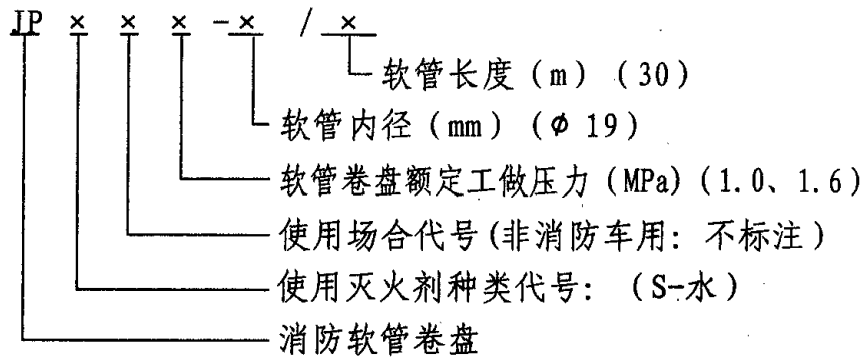 JP × × × - × / ×
软管长度 (m) (30)
软管内径 (mm) (Φ 19)
软管卷盘额定工做压力 (MPa) (1.0、1.6)
使用场合代号 (非消防车用: 不标注)
使用灭火剂种类代号: (S-水)
消防软管卷盘